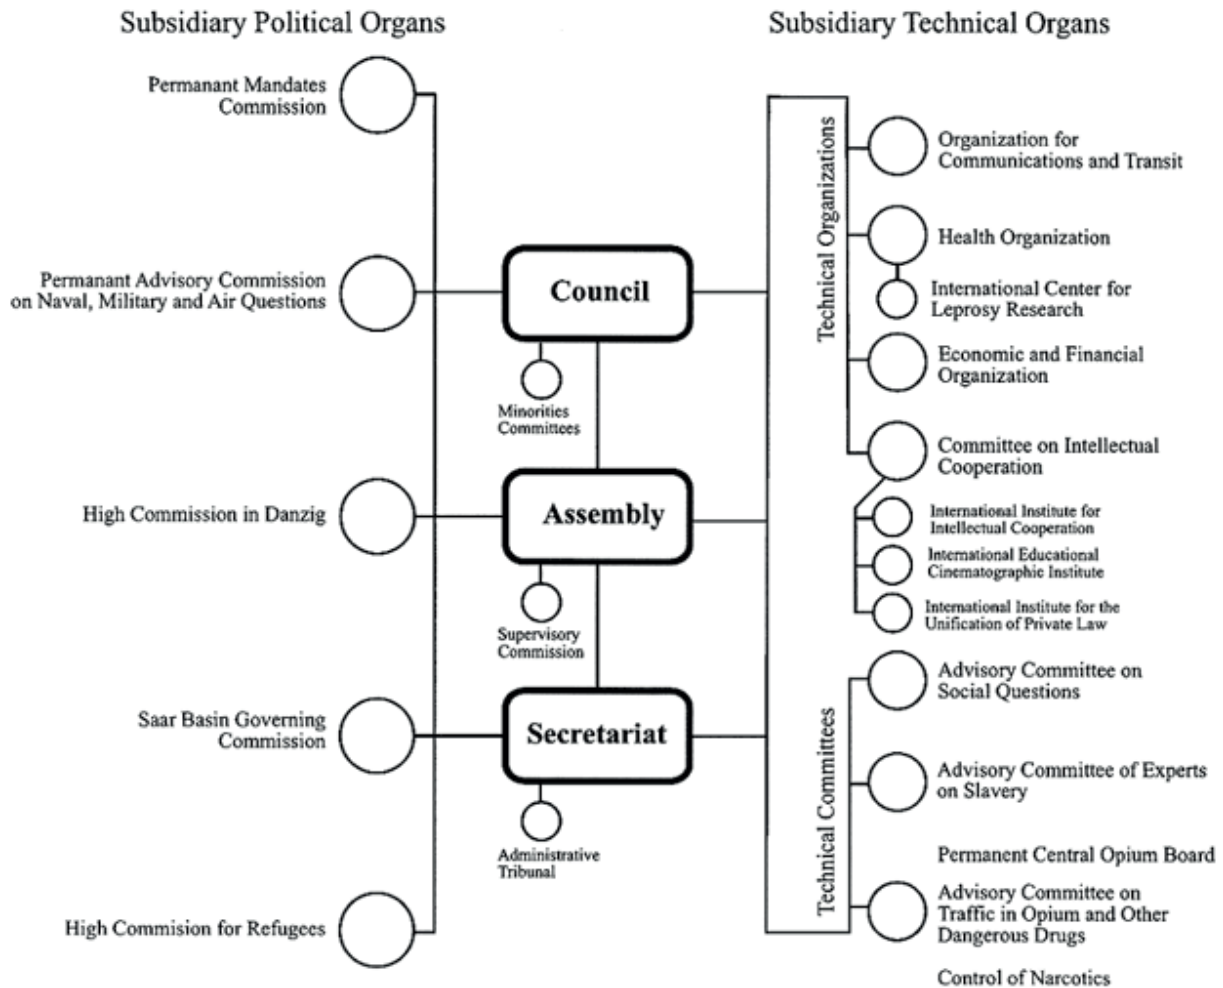 Subsidiary Political Organs
Subsidiary Technical Organs
Permanant Mandates
Commission
Permanant Advisory Commission
on Naval, Military and Air Questions
High Commission in Danzig
Saar Basin Governing
Commission
High Commision for Refugees
Council
Minorities
Committees
Assembly
Supervisory
Commission
Secretariat
Administrative
Tribunal
Technical Organizations
Organization for
Communications and Transit
Health Organization
International Center for
Leprosy Research
Economic and Financial
Organization
Committee on Intellectual
Cooperation
International Institute for
Intellectual Cooperation
International Educational
Cinematographic Institute
International Institute for the
Unification of Private Law
Technical Committees
Advisory Committee on
Social Questions
Advisory Committee of Experts
on Slavery
Permanent Central Opium Board
Advisory Committee on
Traffic in Opium and Other
Dangerous Drugs
Control of Narcotics